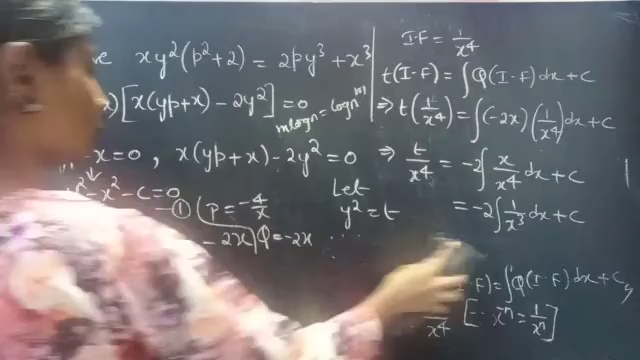 xy²(p²+2) = 2py³ + x³
[x(yp+x) - 2y²] = 0
m log n = log n^m
-x = 0 , x(yp+x) - 2y² = 0
Let
- x² - c = 0
① p = -4/x
y² = t
- 2x Q = -2x
I·F = 1/x⁴
t(I·F) = ∫Q(I·F)dx + c
⇒ t(1/x⁴) = ∫(-2x)(1/x⁴)dx + c
⇒ t/x⁴ = -2∫ x/x⁴ dx + c
= -2∫ 1/x³ dx + c
F) = ∫Q(I·F)dx + c
x⁴ [∵ x⁻ⁿ = 1/xⁿ]